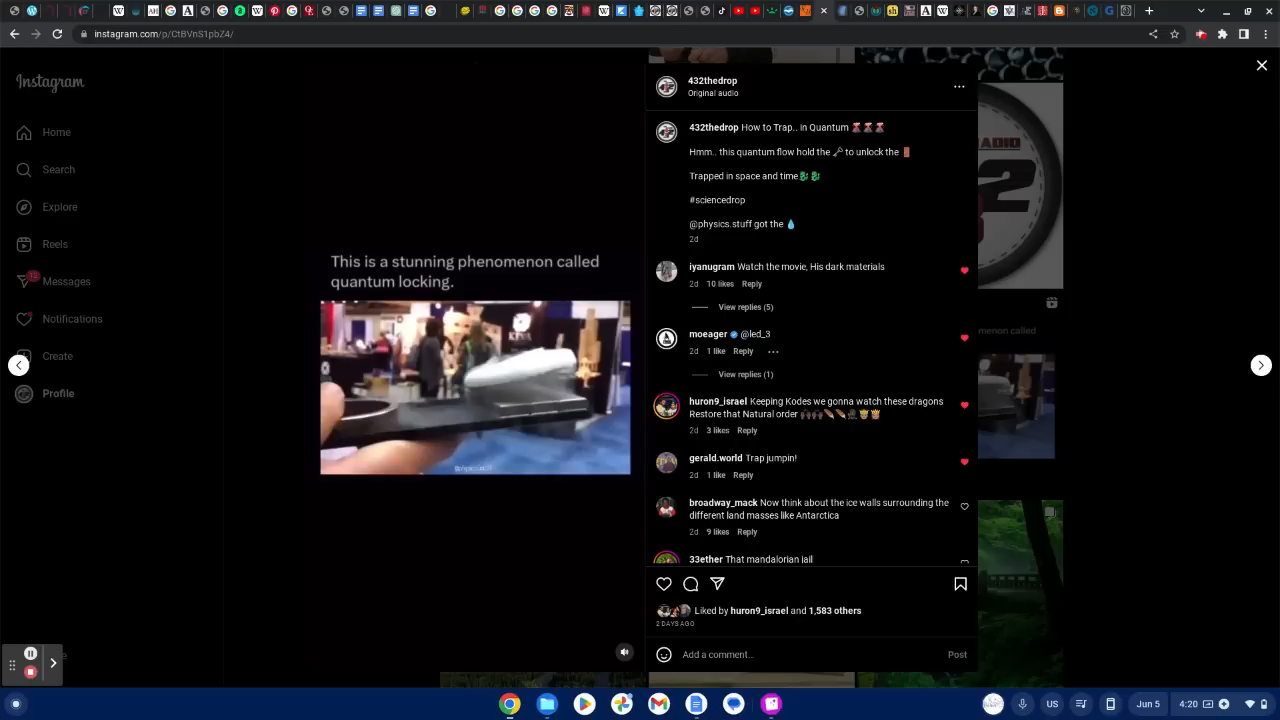 instagram.com/p/CtBVnS1pbZ4/
Instagram
Home
Search
Explore
Reels
12
Messages
Notifications
Create
Profile
This is a stunning phenomenon called
quantum locking.
432thedrop
Original audio
432thedrop How to Trap.. in Quantum 🌋🌋🌋
Hmm.. this quantum flow hold the 🗝 to unlock the 🚪
Trapped in space and time🐉🐉
#sciencedrop
@physics.stuff got the 💧
2d
iyanugram Watch the movie, His dark materials
2d 10 likes Reply
View replies (5)
moeager @led_3
2d 1 like Reply ...
View replies (1)
huron9_israel Keeping Kodes we gonna watch these dragons
Restore that Natural order
2d 3 likes Reply
gerald.world Trap jumpin!
2d 1 like Reply
broadway_mack Now think about the ice walls surrounding the
different land masses like Antarctica
2d 9 likes Reply
33ether That mandalorian jail
Liked by huron9_israel and 1,583 others
2 DAYS AGO
Add a comment...
Post
menon called
US
Jun 5
4:20